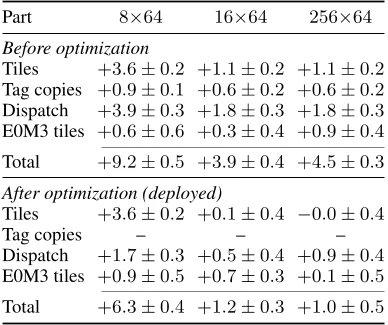 Part 8×64 16×64 256×64
Before optimization
Tiles +3.6 ± 0.2 +1.1 ± 0.2 +1.1 ± 0.2
Tag copies +0.9 ± 0.1 +0.6 ± 0.2 +0.6 ± 0.2
Dispatch +3.9 ± 0.3 +1.8 ± 0.3 +1.8 ± 0.3
E0M3 tiles +0.6 ± 0.6 +0.3 ± 0.4 +0.9 ± 0.4
Total +9.2 ± 0.5 +3.9 ± 0.4 +4.5 ± 0.3
After optimization (deployed)
Tiles +3.6 ± 0.2 +0.1 ± 0.4 −0.0 ± 0.4
Tag copies – – –
Dispatch +1.7 ± 0.3 +0.5 ± 0.4 +0.9 ± 0.4
E0M3 tiles +0.9 ± 0.5 +0.7 ± 0.3 +0.1 ± 0.5
Total +6.3 ± 0.4 +1.2 ± 0.3 +1.0 ± 0.5